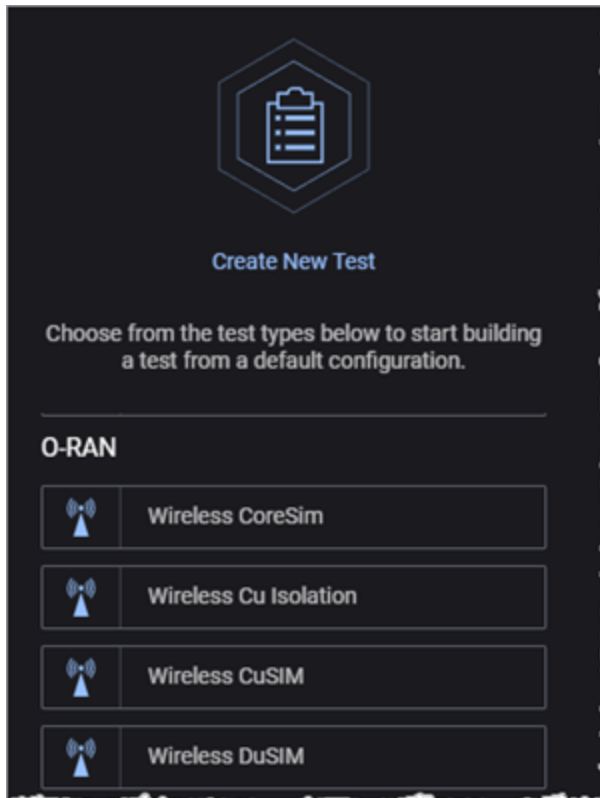 Create New Test
Choose from the test types below to start building
a test from a default configuration.
O-RAN
Wireless CoreSim
Wireless Cu Isolation
Wireless CuSIM
Wireless DuSIM